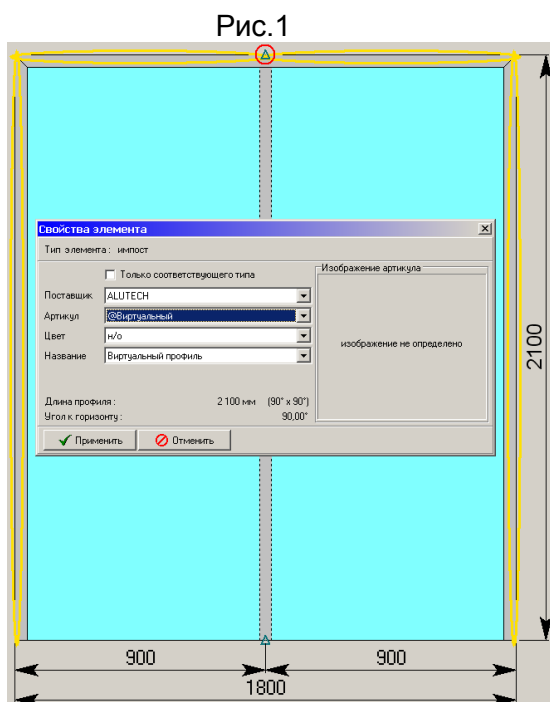 Рис.1
Свойства элемента
Тип элемента: импост
Только соответствующего типа
Изображение артикула
Поставщик ALUTECH
Артикул @Виртуальный
Цвет н/о
Название Виртуальный профиль
изображение не определено
Длина профиля: 2 100 мм (90° x 90°)
Угол к горизонту: 90,00°
Применить Отменить
2100
900 900
1800